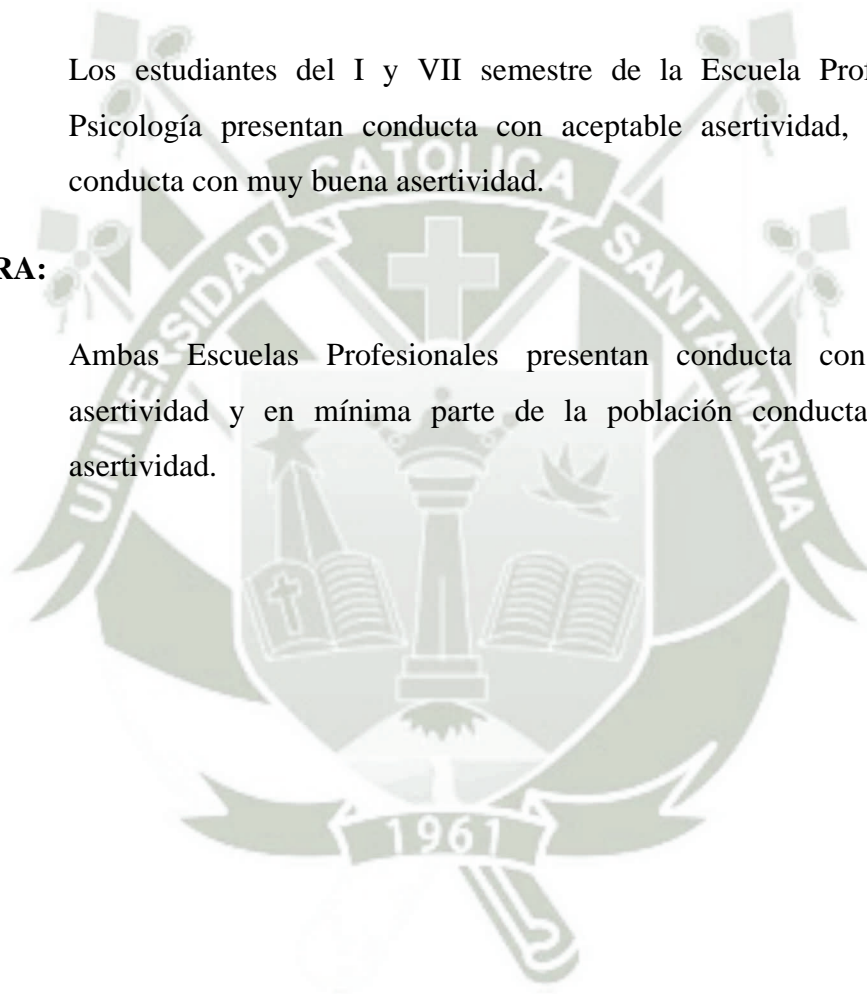 Los estudiantes del I y VII semestre de la Escuela Prof
Psicología presentan conducta con aceptable asertividad,
conducta con muy buena asertividad.
RA:
Ambas Escuelas Profesionales presentan conducta con
asertividad y en mínima parte de la población conducta
asertividad.
UNIVERSIDAD CATOLICA SANTA MARIA
1961